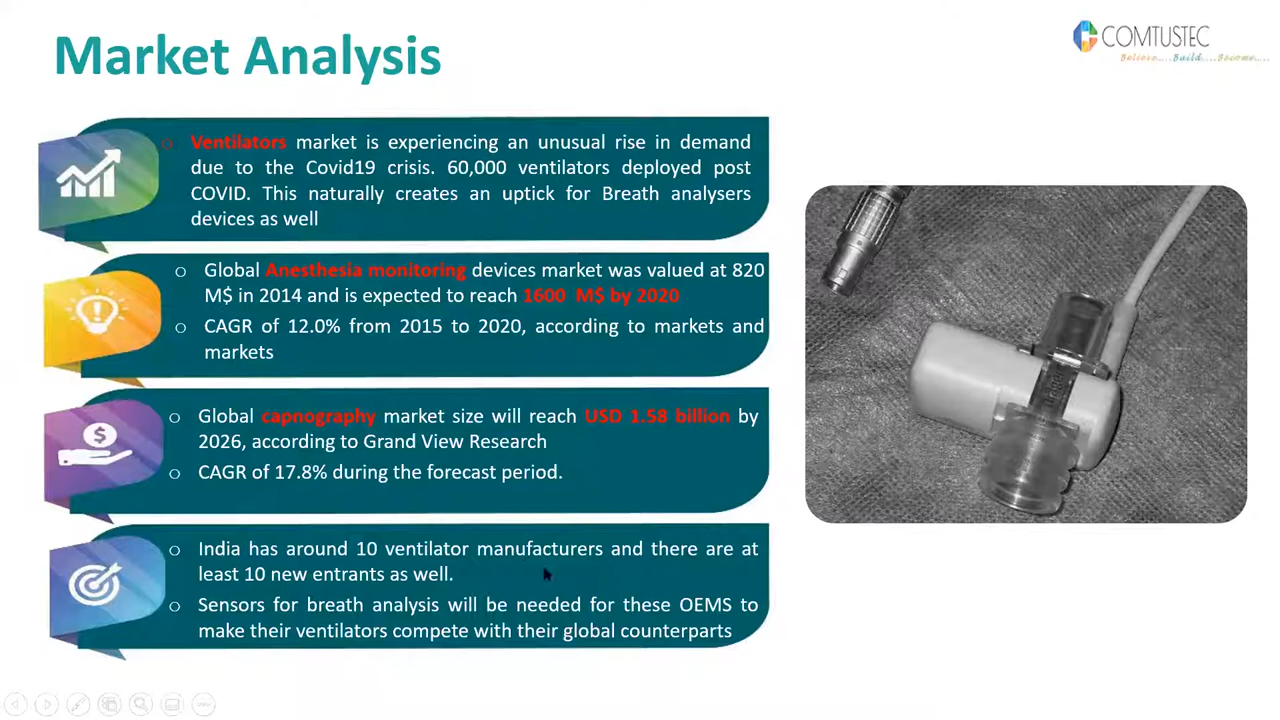 Market Analysis
COMTUSTEC
Believe....Build....Become....
Ventilators market is experiencing an unusual rise in demand
due to the Covid19 crisis. 60,000 ventilators deployed post
COVID. This naturally creates an uptick for Breath analysers
devices as well
Global Anesthesia monitoring devices market was valued at 820
M$ in 2014 and is expected to reach 1600 M$ by 2020
CAGR of 12.0% from 2015 to 2020, according to markets and
markets
Global capnography market size will reach USD 1.58 billion by
2026, according to Grand View Research
CAGR of 17.8% during the forecast period.
India has around 10 ventilator manufacturers and there are at
least 10 new entrants as well.
Sensors for breath analysis will be needed for these OEMS to
make their ventilators compete with their global counterparts